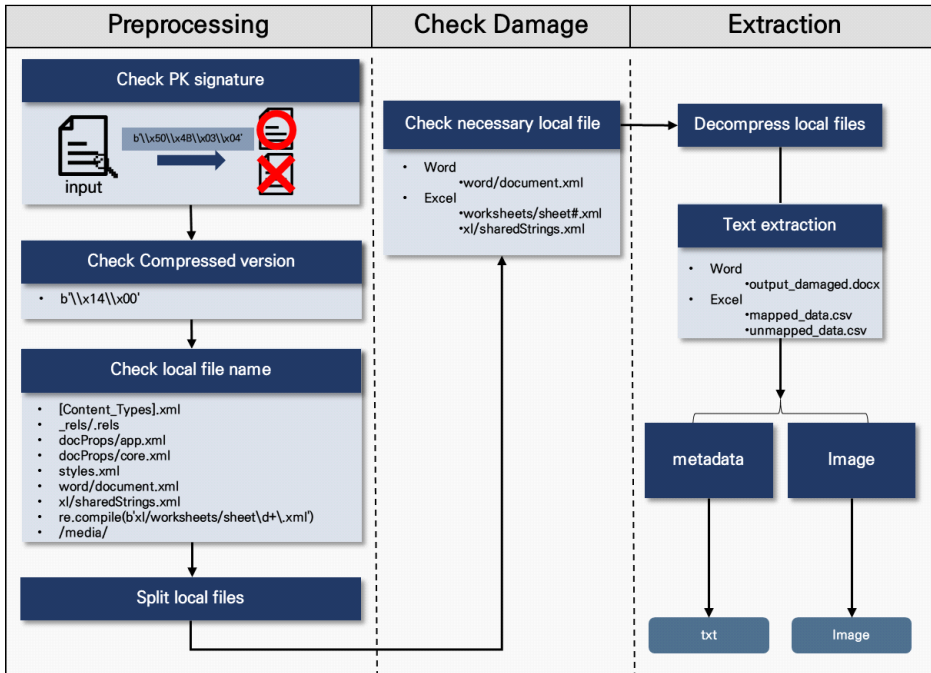 Preprocessing
Check Damage
Extraction
Check PK signature
b'\\x50\\x4B\\x03\\x04'
input
Check Compressed version
• b'\\x14\\x00'
Check local file name
• [Content_Types].xml
• _rels/.rels
• docProps/app.xml
• docProps/core.xml
• styles.xml
• word/document.xml
• xl/sharedStrings.xml
• re.compile(b'xl/worksheets/sheet\d+\.xml')
• /media/
Split local files
Check necessary local file
• Word
•word/document.xml
• Excel
•worksheets/sheet#.xml
•xl/sharedStrings.xml
Decompress local files
Text extraction
• Word
•output_damaged.docx
• Excel
•mapped_data.csv
•unmapped_data.csv
metadata
Image
txt
Image